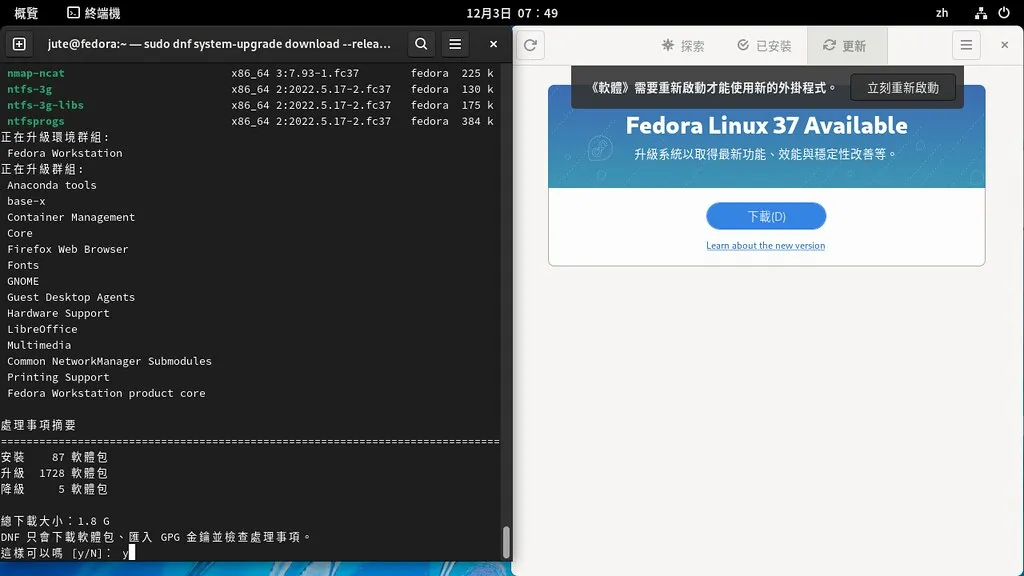 概覽 終端機 12月3日 07：49 zh
jute@fedora:~ — sudo dnf system-upgrade download --relea…
nmap-ncat x86_64 3:7.93-1.fc37 fedora 225 k
ntfs-3g x86_64 2:2022.5.17-2.fc37 fedora 130 k
ntfs-3g-libs x86_64 2:2022.5.17-2.fc37 fedora 175 k
ntfsprogs x86_64 2:2022.5.17-2.fc37 fedora 384 k
正在升級環境群組:
Fedora Workstation
正在升級群組:
Anaconda tools
base-x
Container Management
Core
Firefox Web Browser
Fonts
GNOME
Guest Desktop Agents
Hardware Support
LibreOffice
Multimedia
Common NetworkManager Submodules
Printing Support
Fedora Workstation product core
處理事項摘要
================================================================================
安裝 87 軟體包
升級 1728 軟體包
降級 5 軟體包
總下載大小：1.8 G
DNF 只會下載軟體包、匯入 GPG 金鑰並檢查處理事項。
這樣可以嗎 [y/N]： y
探索 已安裝 更新
《軟體》需要重新啟動才能使用新的外掛程式。 立刻重新啟動
Fedora Linux 37 Available
升級系統以取得最新功能、效能與穩定性改善等。
下載(D)
Learn about the new version